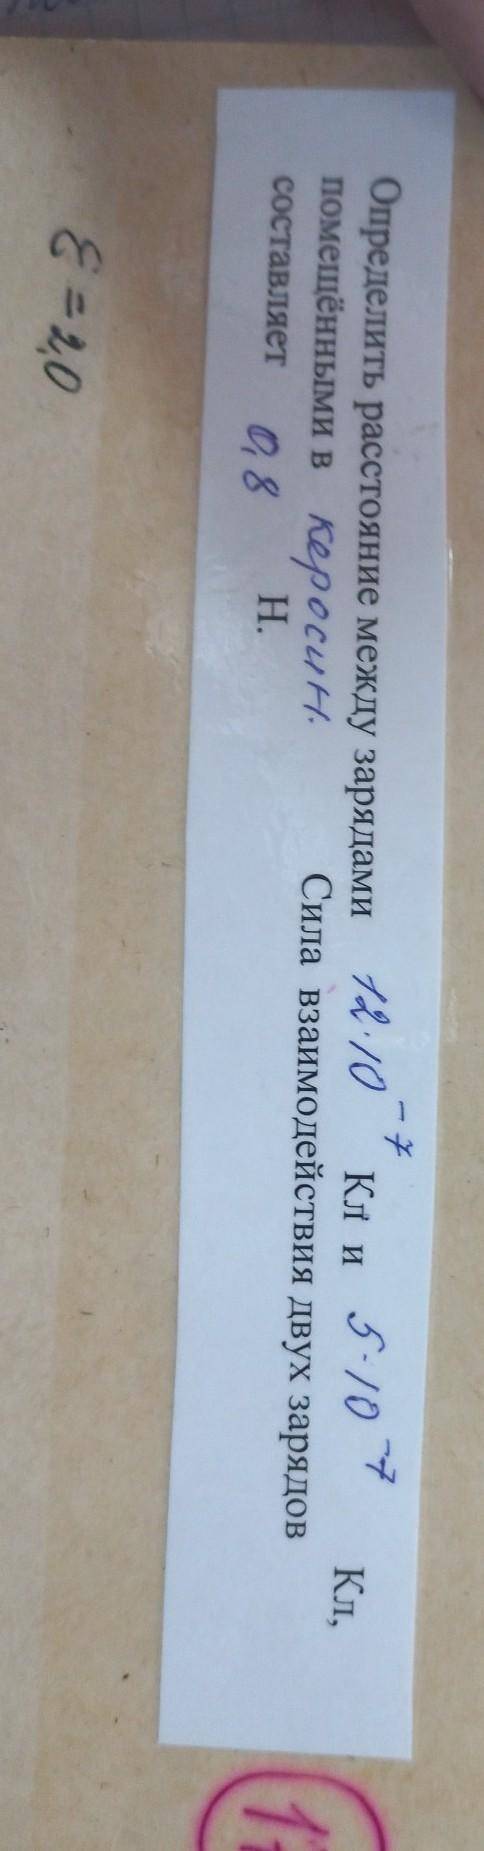 Определить расстояние между зарядами 12·10⁻⁷ Кл и 5·10⁻⁷ Кл,
помещёнными в керосин. Сила взаимодействия двух зарядов
составляет 0,8 Н.
ε = 2,0